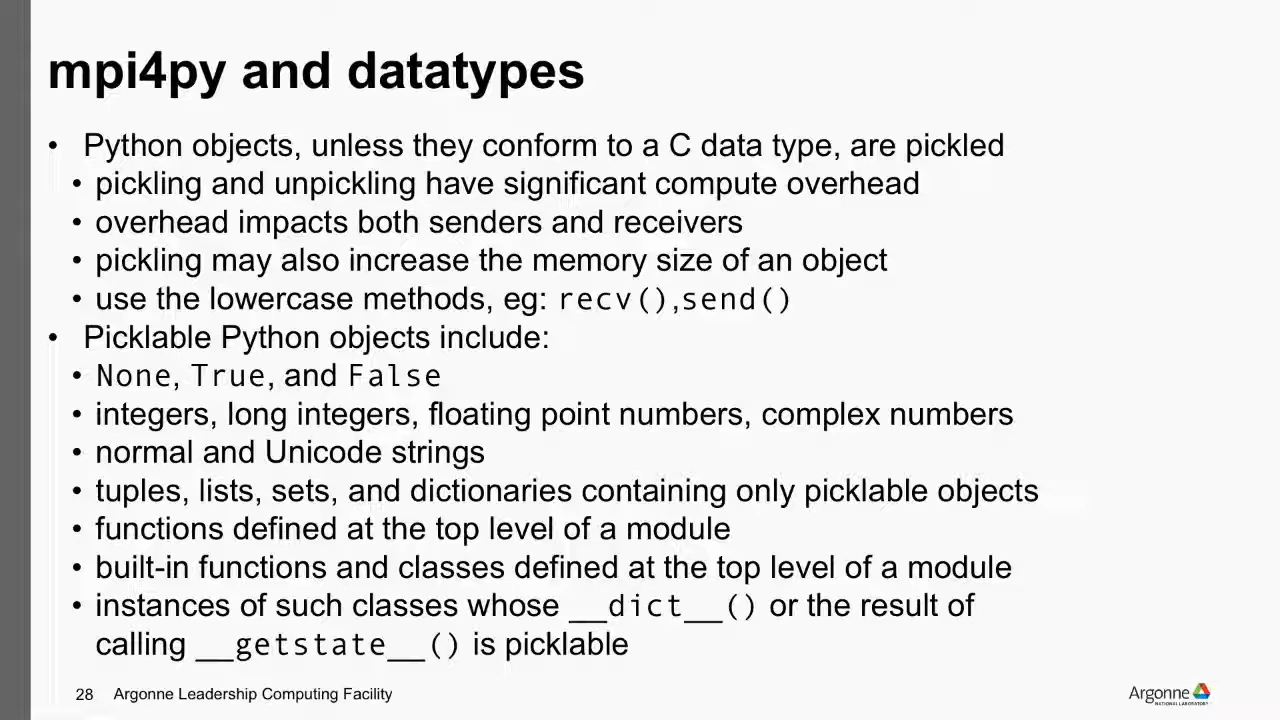 mpi4py and datatypes
• Python objects, unless they conform to a C data type, are pickled
• pickling and unpickling have significant compute overhead
• overhead impacts both senders and receivers
• pickling may also increase the memory size of an object
• use the lowercase methods, eg: recv(),send()
• Picklable Python objects include:
• None, True, and False
• integers, long integers, floating point numbers, complex numbers
• normal and Unicode strings
• tuples, lists, sets, and dictionaries containing only picklable objects
• functions defined at the top level of a module
• built-in functions and classes defined at the top level of a module
• instances of such classes whose __dict__() or the result of
calling __getstate__() is picklable
28 Argonne Leadership Computing Facility
Argonne
NATIONAL LABORATORY